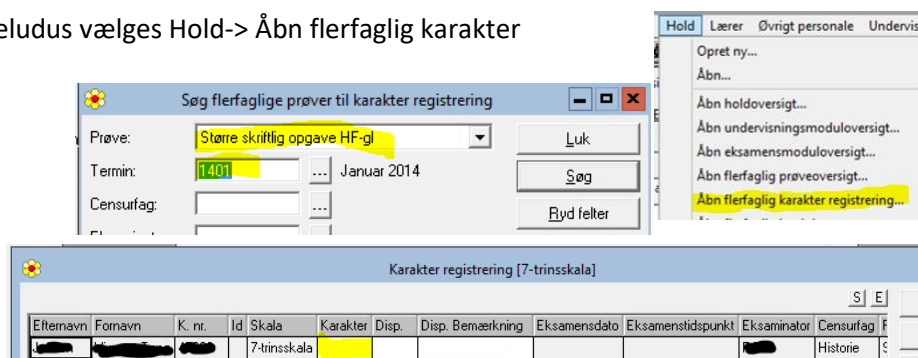 eludus vælges Hold-> Åbn flerfaglig karakter
Hold Lærer Øvrigt personale Undervis
Opret ny...
Åbn...
Åbn holdoversigt...
Åbn undervisningsmoduloversigt...
Åbn eksamensmoduloversigt...
Åbn flerfaglig prøveoversigt...
Åbn flerfaglig karakter registrering...
Søg flerfaglige prøver til karakter registrering
Prøve: Større skriftlig opgave HF-gl Luk
Termin: 1401 ... Januar 2014 Søg
Censurfag: ... Ryd felter
Karakter registrering [7-trinsskala]
S E
Efternavn Fornavn K. nr. Id Skala Karakter Disp. Disp. Bemærkning Eksamensdato Eksamenstidspunkt Eksaminator Censurfag
7-trinsskala Historie